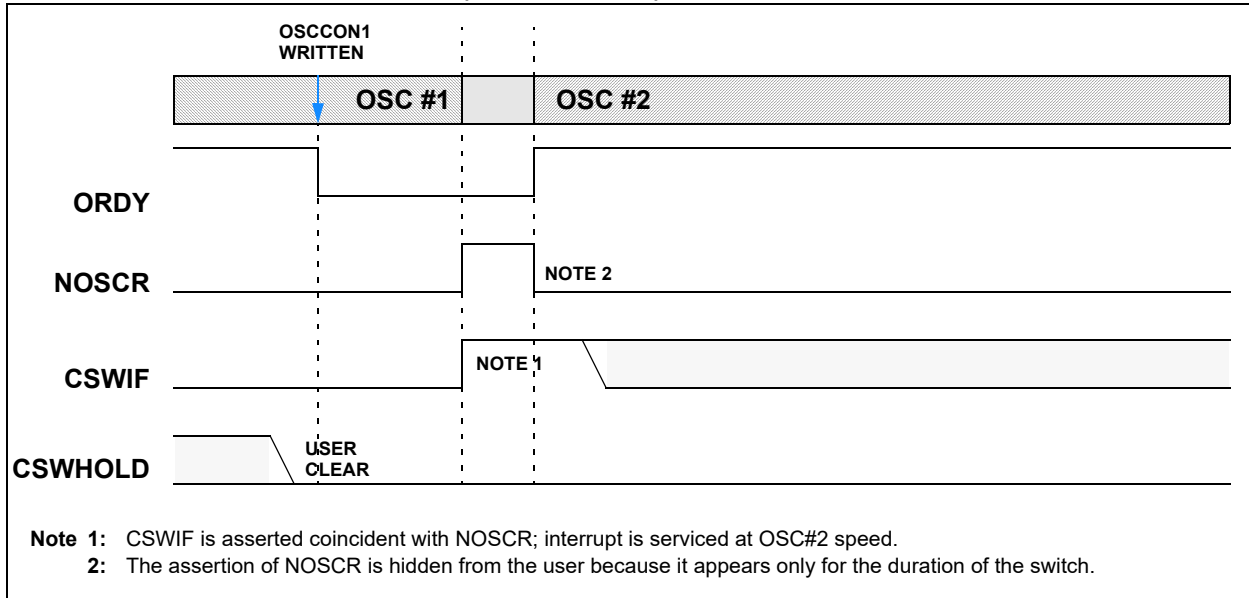 OSCCON1
WRITTEN
OSC #1
OSC #2
ORDY
NOSCR
NOTE 2
CSWIF
NOTE 1
CSWHOLD
USER
CLEAR
Note 1: CSWIF is asserted coincident with NOSCR; interrupt is serviced at OSC#2 speed.
2: The assertion of NOSCR is hidden from the user because it appears only for the duration of the switch.